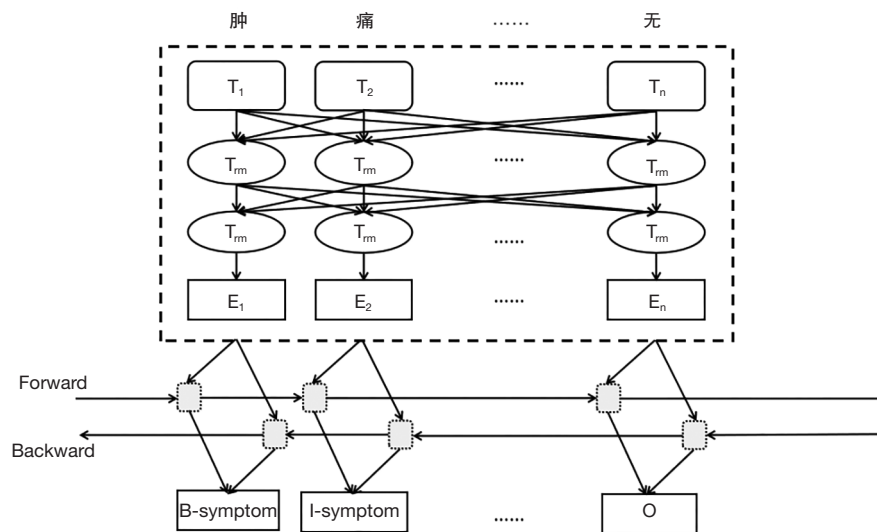 肿 痛 …… 无
T1 T2 …… Tn
Trm Trm …… Trm
Trm Trm …… Trm
E1 E2 …… En
Forward
Backward
B-symptom I-symptom …… O